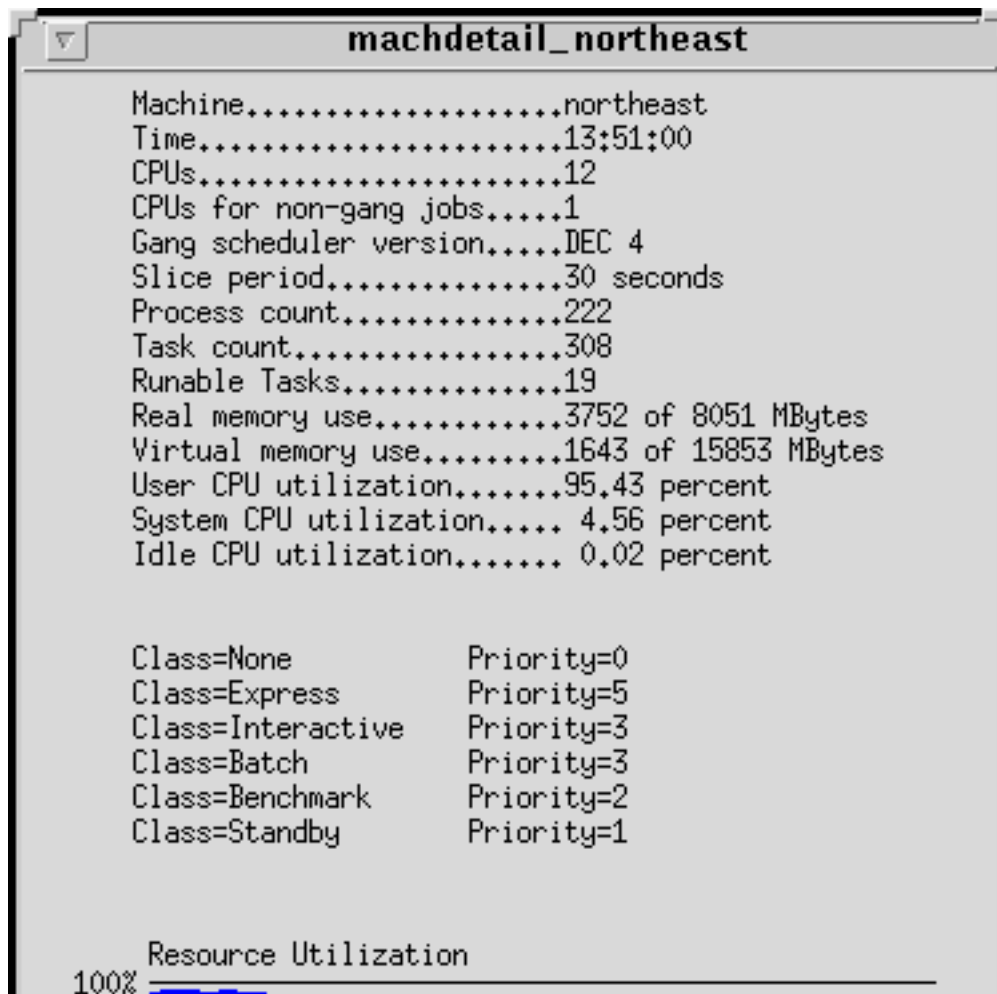 machdetail_northeast
Machine....................northeast
Time.......................13:51:00
CPUs.......................12
CPUs for non-gang jobs.....1
Gang scheduler version.....DEC 4
Slice period...............30 seconds
Process count..............222
Task count.................308
Runable Tasks..............19
Real memory use............3752 of 8051 MBytes
Virtual memory use.........1643 of 15853 MBytes
User CPU utilization.......95.43 percent
System CPU utilization..... 4.56 percent
Idle CPU utilization....... 0.02 percent
Class=None Priority=0
Class=Express Priority=5
Class=Interactive Priority=3
Class=Batch Priority=3
Class=Benchmark Priority=2
Class=Standby Priority=1
Resource Utilization
100%